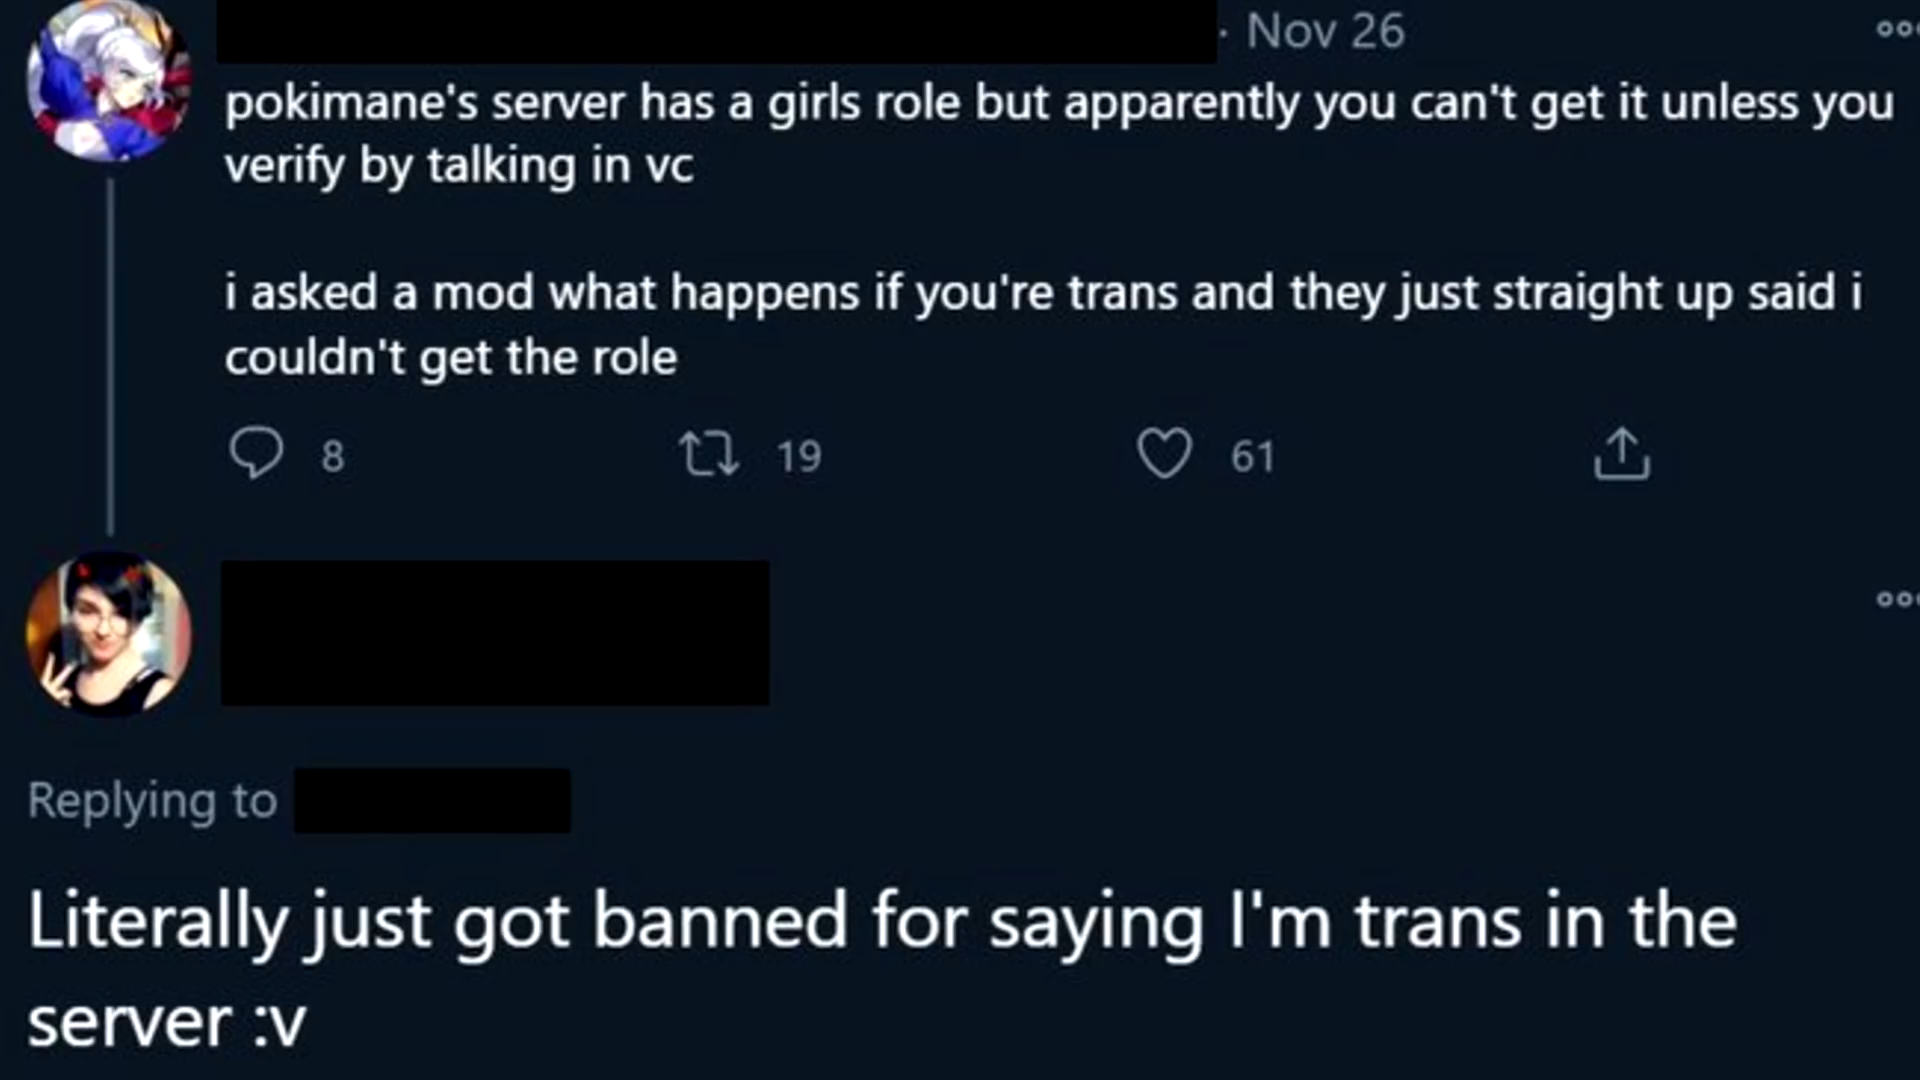 · Nov 26
pokimane's server has a girls role but apparently you can't get it unless you
verify by talking in vc
i asked a mod what happens if you're trans and they just straight up said i
couldn't get the role
8 19 61
Replying to
Literally just got banned for saying I'm trans in the
server :v